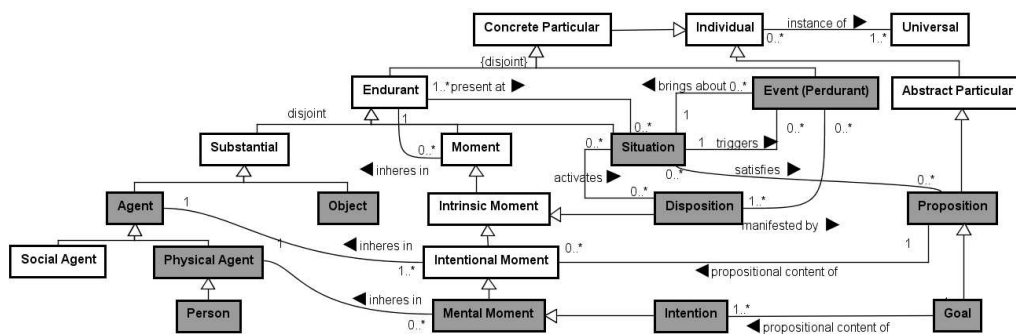 Concrete Particular
Individual
instance of ►
Universal
0..*
1..*
{disjoint}
Endurant
1..*
present at ►
◄ brings about
0..*
Event (Perdurant)
Abstract Particular
disjoint
1
0..*
1
0..*
0..*
Substantial
0..*
Moment
0..*
Situation
1
triggers ►
◄ inheres in
activates ►
0..*
satisfies ►
0..*
Agent
1
Object
Intrinsic Moment
0..*
Disposition
1..*
Proposition
manifested by ►
1
◄ inheres in
0..*
1
Social Agent
Physical Agent
1..*
Intentional Moment
◄ propositional content of
Person
◄ inheres in
0..*
Mental Moment
Intention
1..*
Goal
◄ propositional content of